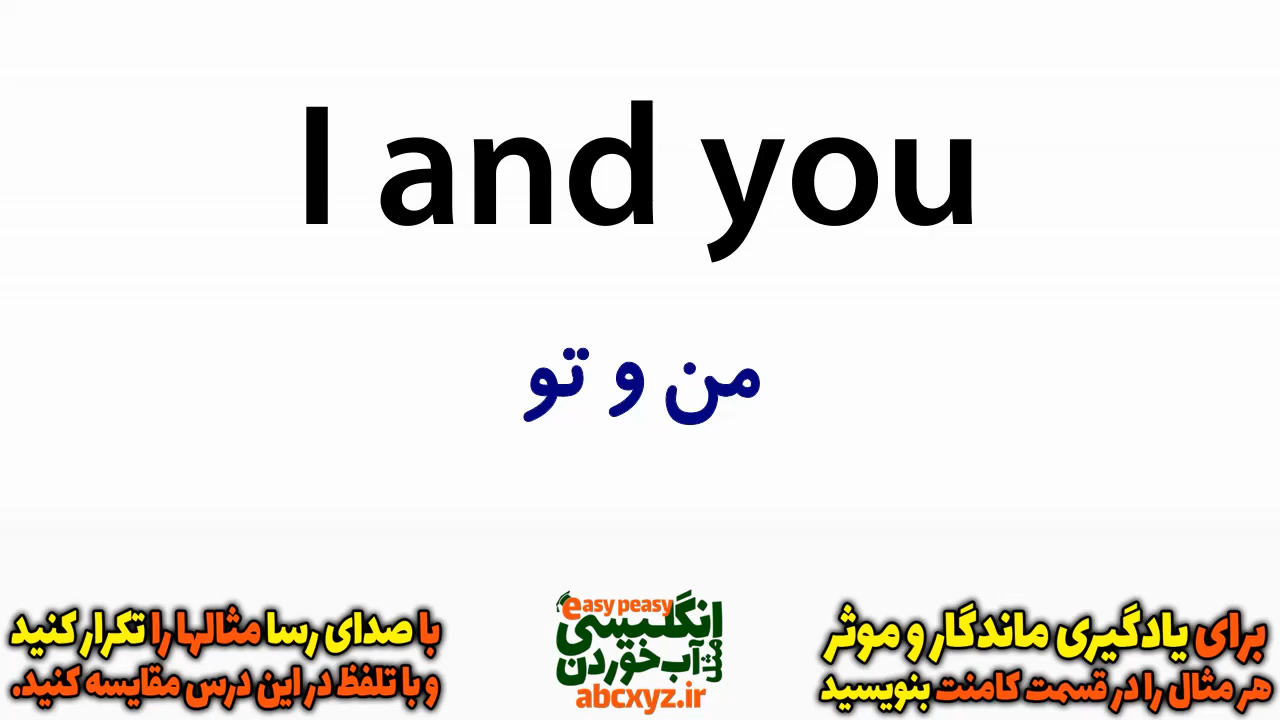 I and you
من و تو
برای یادگیری ماندگار و موثر
هر مثال را در قسمت کامنت بنویسید
easy peasy
انگلیسی
مثل
آب خوردن
abcxyz.ir
با صدای رسا مثالها را تکرار کنید
و با تلفظ در این درس مقایسه کنید.